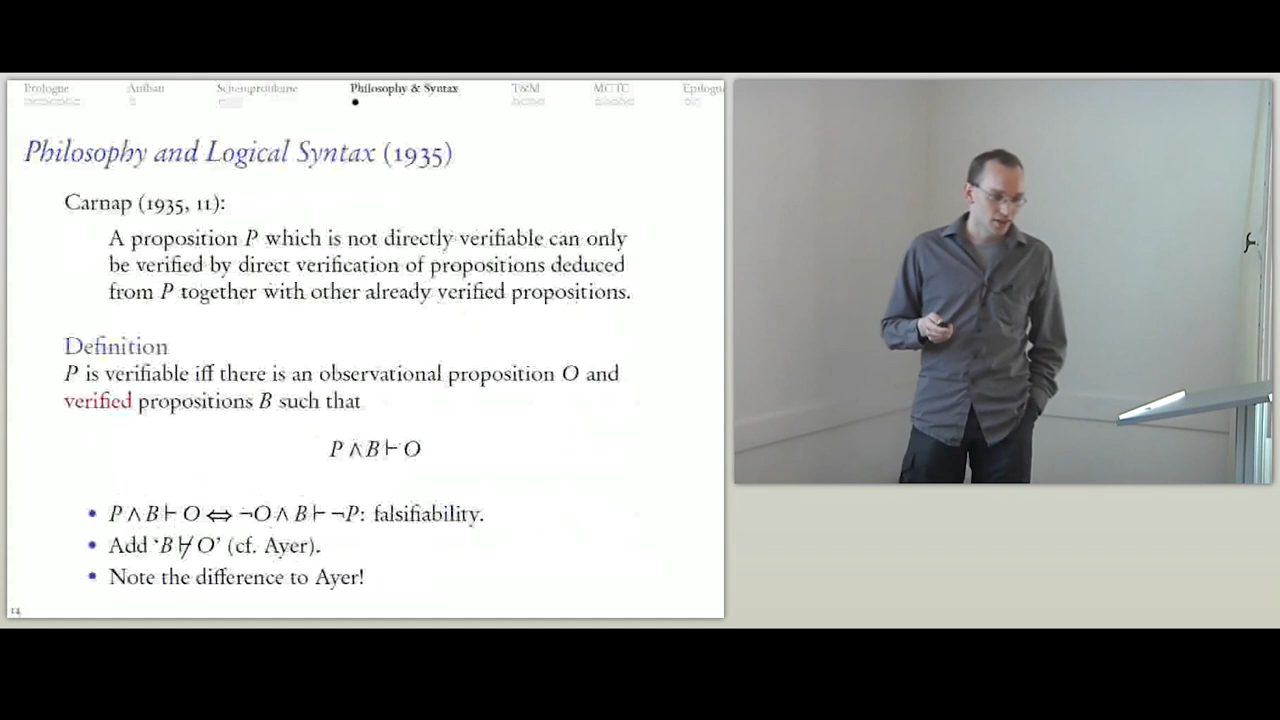 Prologue Aufbau Scheinprobleme Philosophy & Syntax T&M MCTC Epilogu
Philosophy and Logical Syntax (1935)
Carnap (1935, 11):
A proposition P which is not directly verifiable can only
be verified by direct verification of propositions deduced
from P together with other already verified propositions.
Definition
P is verifiable iff there is an observational proposition O and
verified propositions B such that
P ∧ B ⊢ O
• P ∧ B ⊢ O ⇔ ¬O ∧ B ⊢ ¬P: falsifiability.
• Add ‘B ⊬ O’ (cf. Ayer).
• Note the difference to Ayer!
14